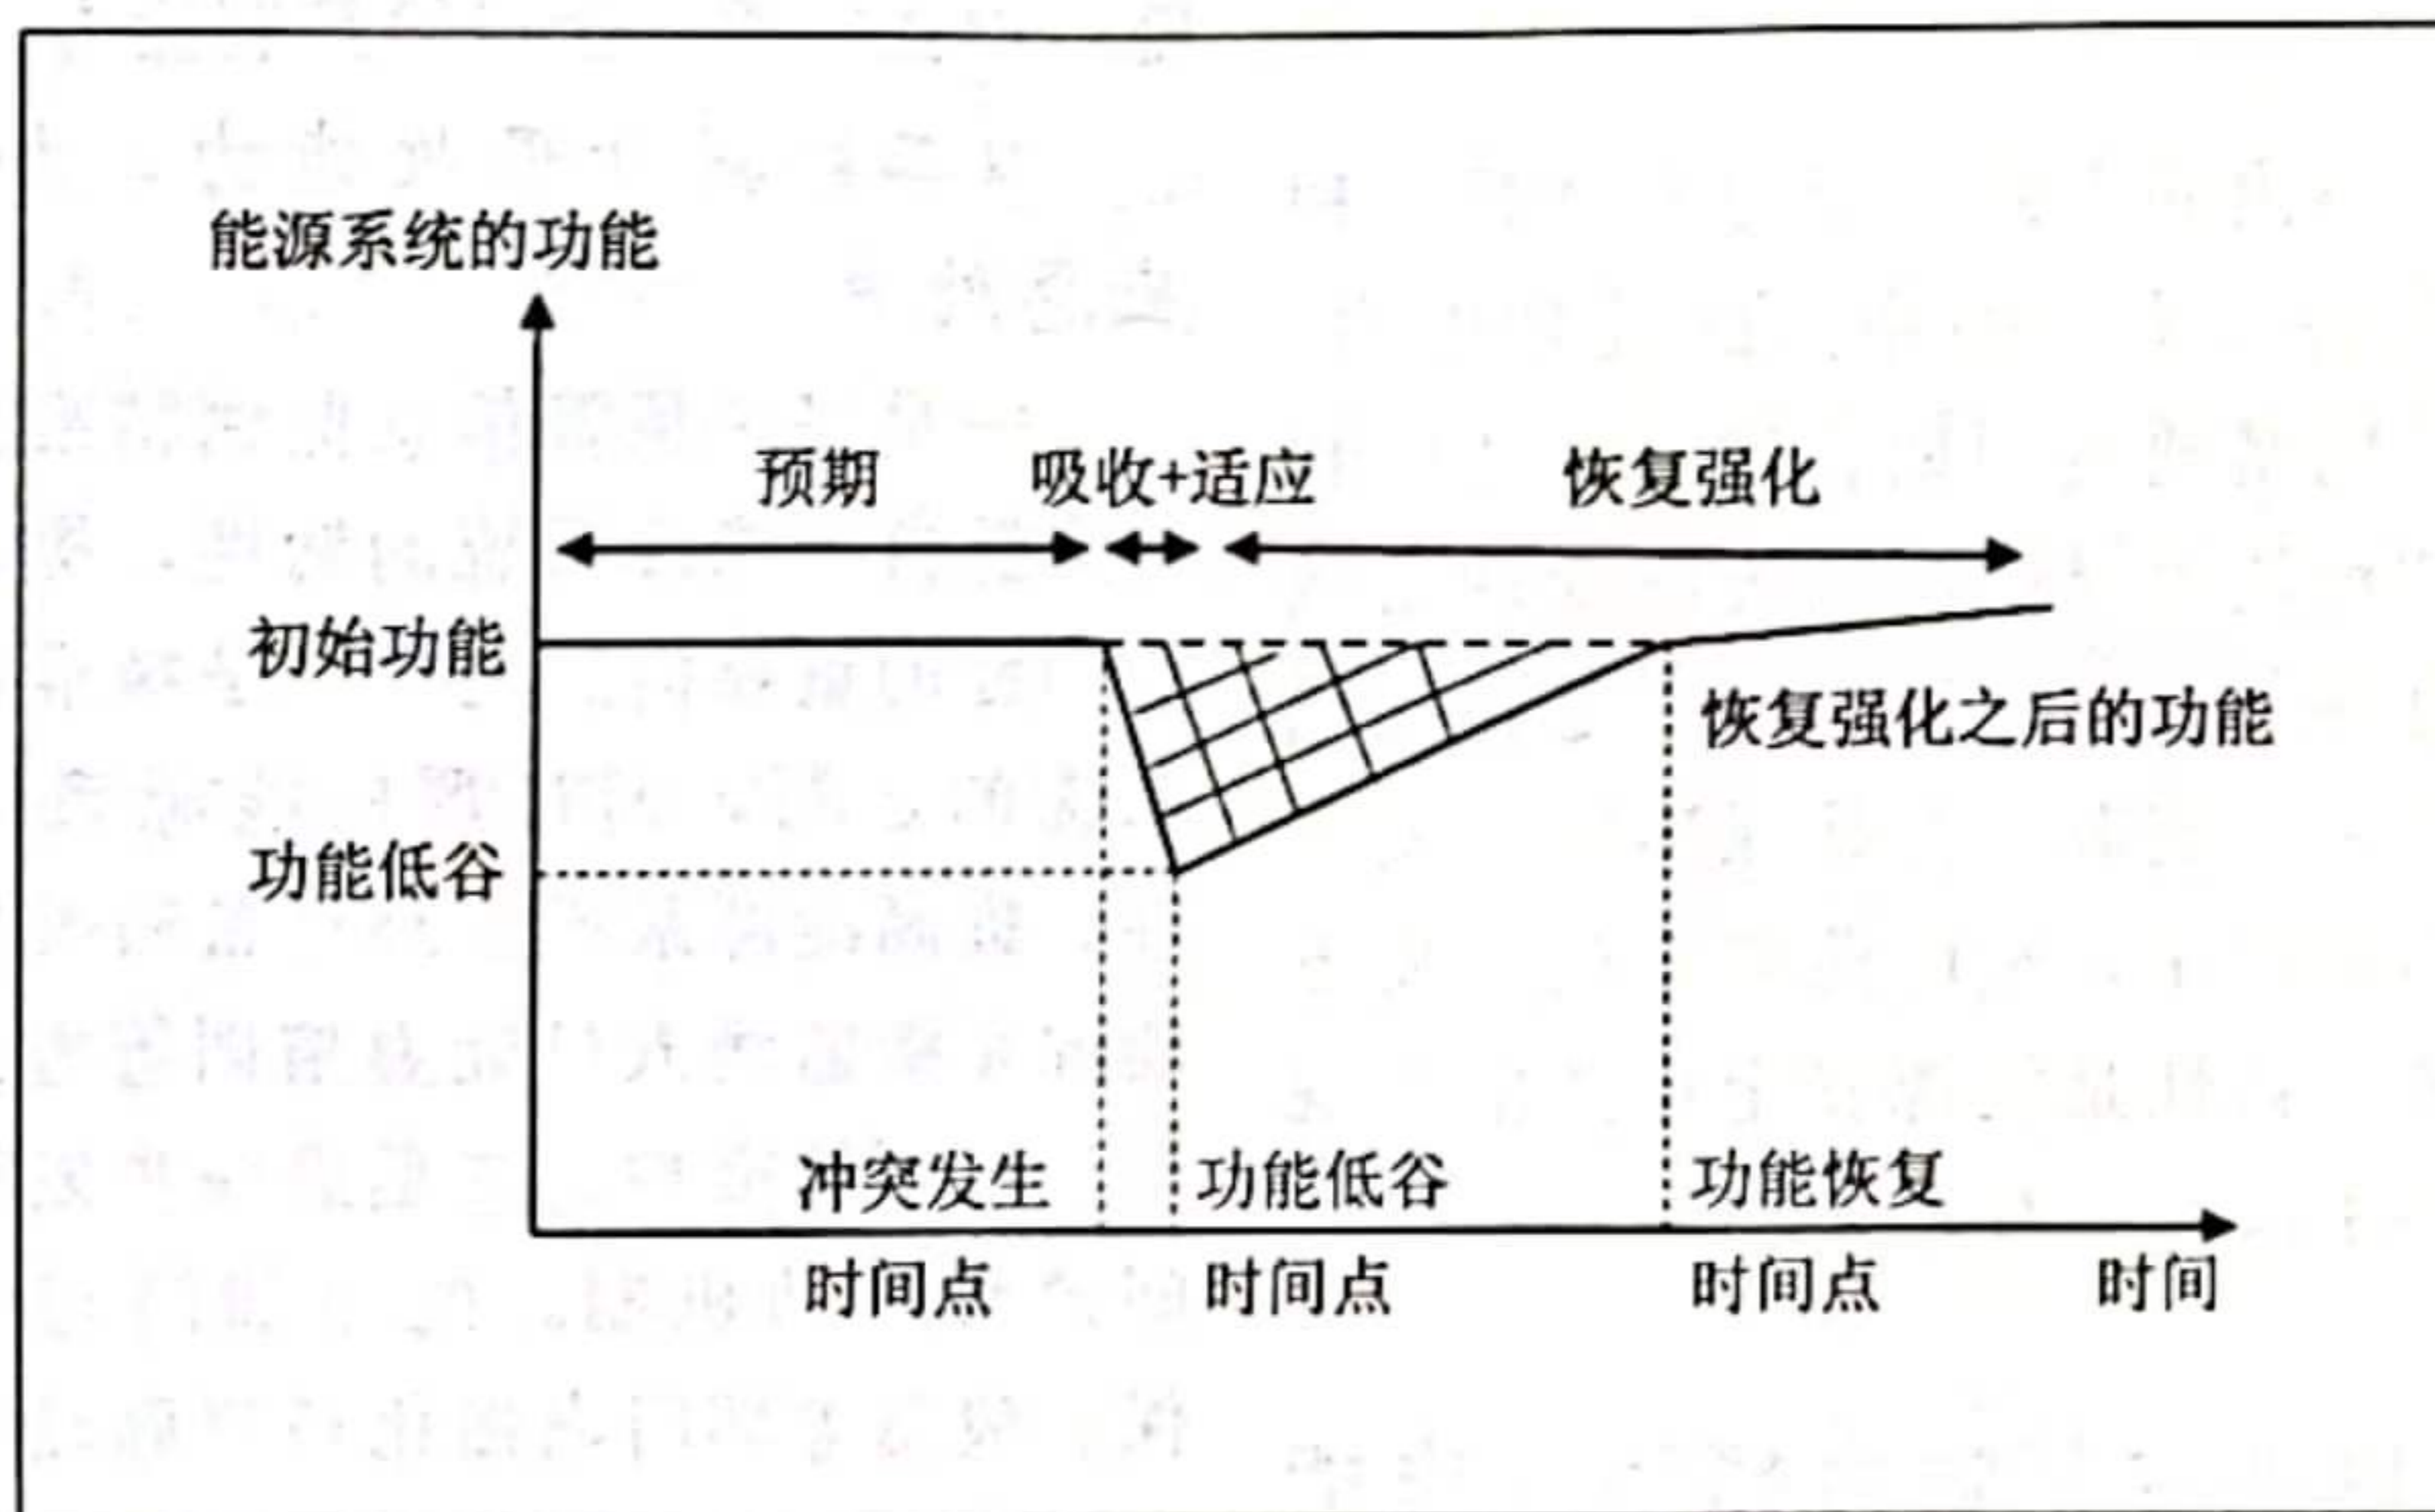 能源系统的功能
预期
吸收+适应
恢复强化
初始功能
恢复强化之后的功能
功能低谷
冲突发生
功能低谷
功能恢复
时间点
时间点
时间点
时间